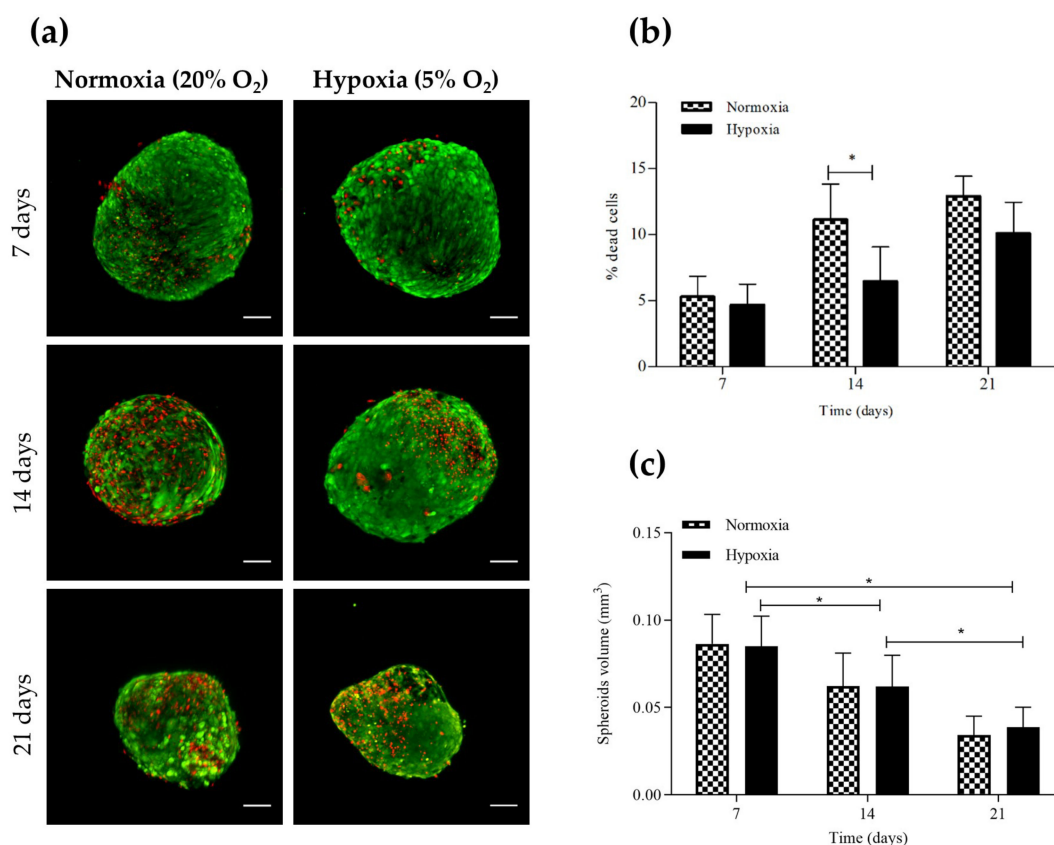 (a)
Normoxia (20% O₂)
Hypoxia (5% O₂)
7 days
14 days
21 days
(b)
20
15
10
5
0
% dead cells
Normoxia
Hypoxia
*
7
14
21
Time (days)
(c)
0.15
0.10
0.05
0.00
Spheroids volume (mm³)
Normoxia
Hypoxia
*
*
*
7
14
21
Time (days)